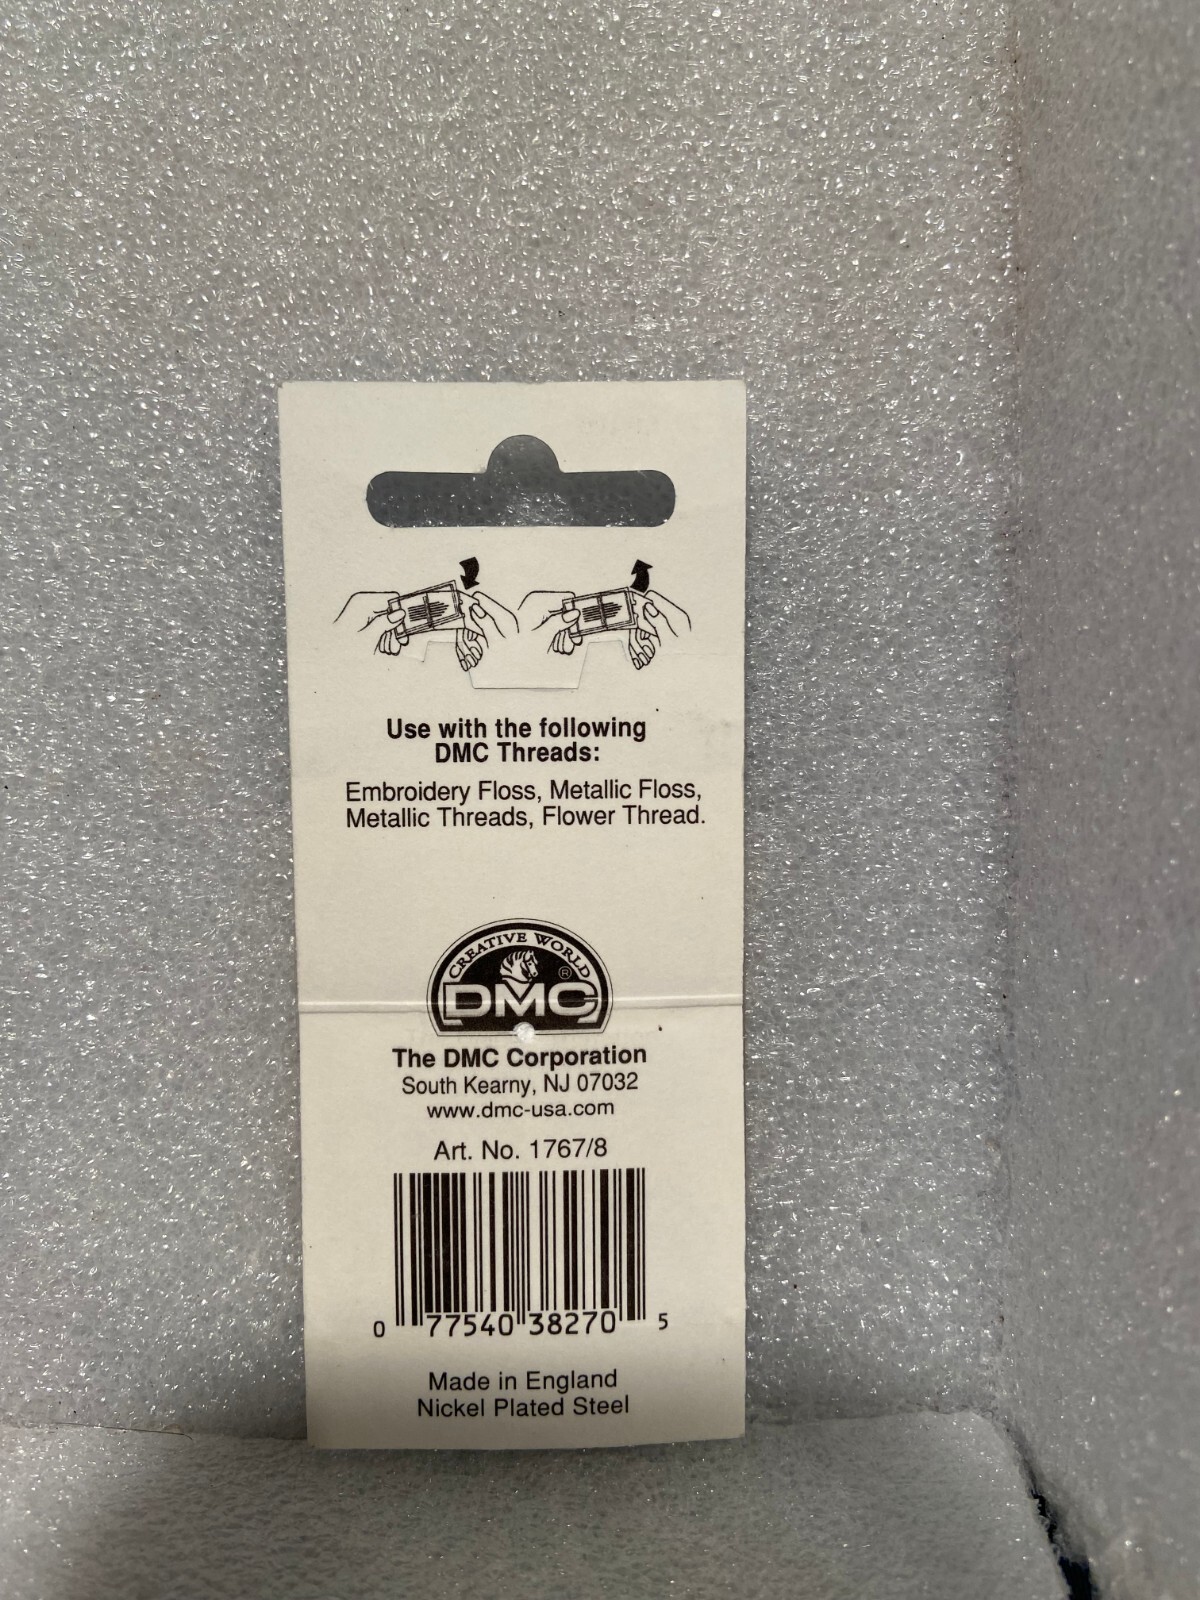 Use with the following
DMC Threads:
Embroidery Floss, Metallic Floss,
Metallic Threads, Flower Thread.
CREATIVE WORLD
®
DMC
The DMC Corporation
South Kearny, NJ 07032
www.dmc-usa.com
Art. No. 1767/8
0 77540 38270 5
Made in England
Nickel Plated Steel